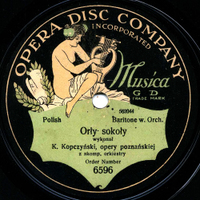 OPERA DISC COMPANY
INCORPORATED
Musica
G D
TRADE MARK
Polish
Baritone w. Orch.
Orły sokoły
wykonał
K. Kopczyński, opery poznańskiej
z akomp. orkiestry
Order Number
6596